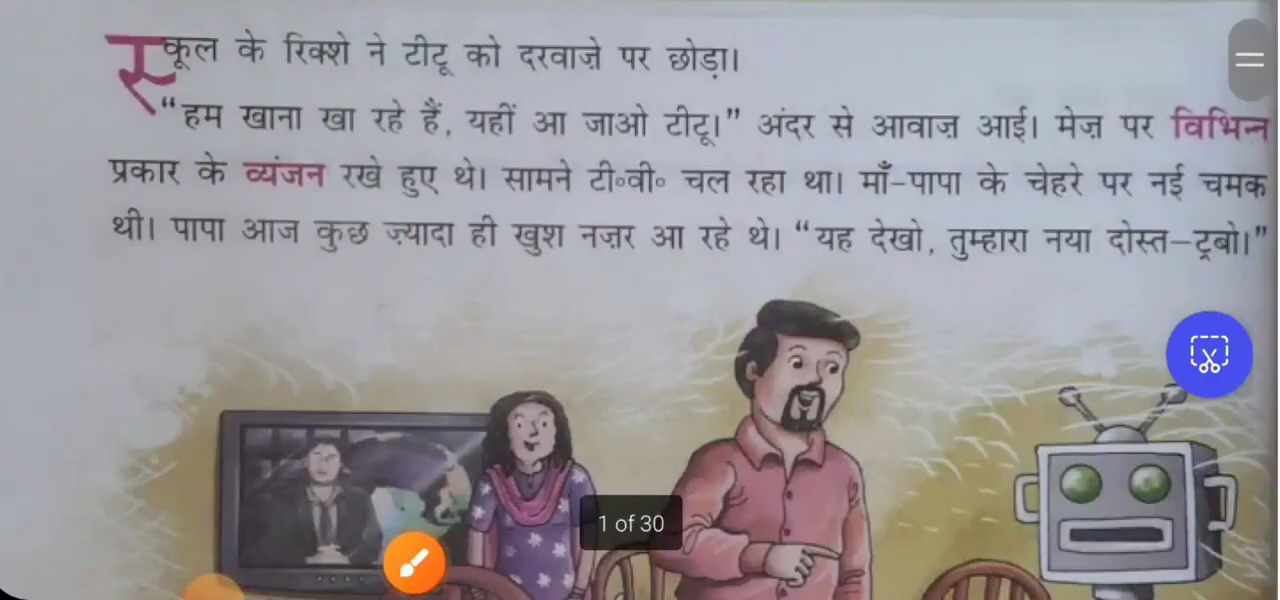 स्कूल के रिक्शे ने टीटू को दरवाज़े पर छोड़ा।
“हम खाना खा रहे हैं, यहीं आ जाओ टीटू।” अंदर से आवाज़ आई। मेज़ पर विभिन्न
प्रकार के व्यंजन रखे हुए थे। सामने टी॰वी॰ चल रहा था। माँ-पापा के चेहरे पर नई चमक
थी। पापा आज कुछ ज़्यादा ही खुश नज़र आ रहे थे। “यह देखो, तुम्हारा नया दोस्त–ट्रबो।”
1 of 30